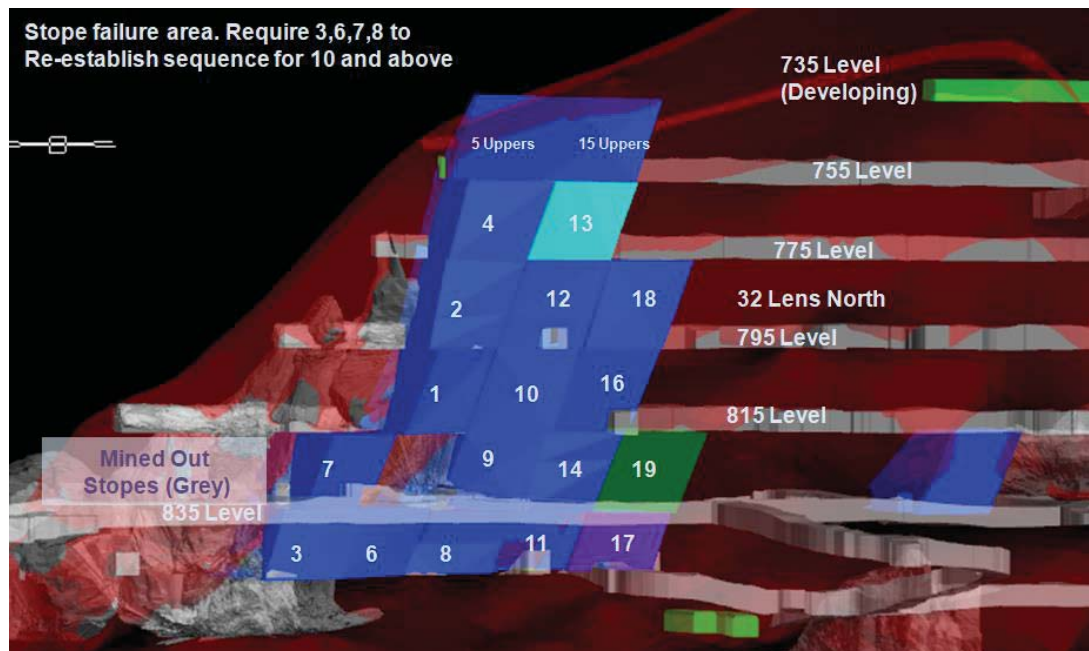 Stope failure area. Require 3,6,7,8 to
Re-establish sequence for 10 and above
735 Level
(Developing)
5 Uppers
15 Uppers
755 Level
4
13
775 Level
2
12
18
32 Lens North
795 Level
1
10
16
815 Level
Mined Out
Stopes (Grey)
7
9
14
19
835 Level
3
6
8
11
17